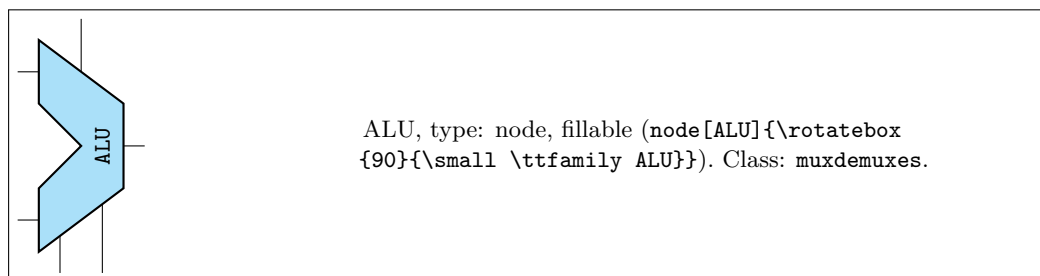 ALU
ALU, type: node, fillable (node[ALU]{\rotatebox
{90}{\small \ttfamily ALU}}). Class: muxdemuxes.